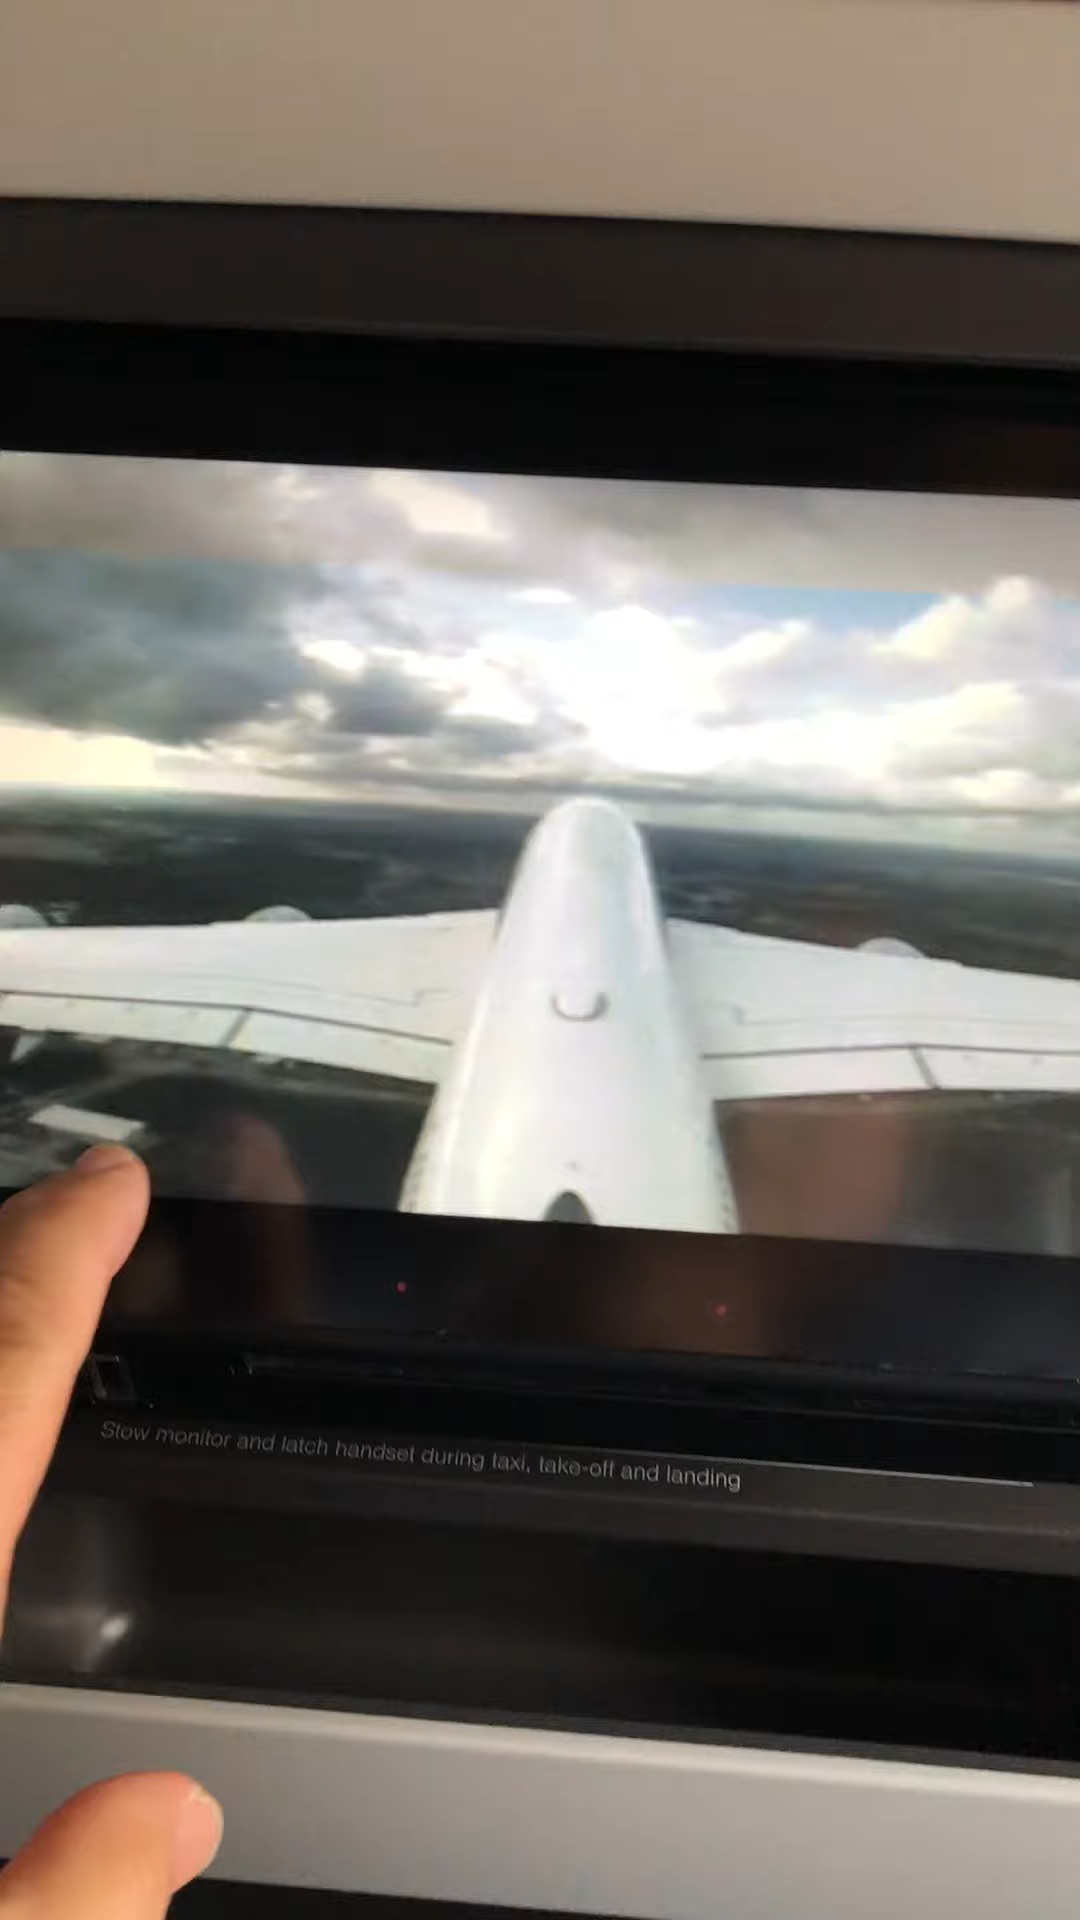 Stow monitor and latch handset during taxi, take-off and landing